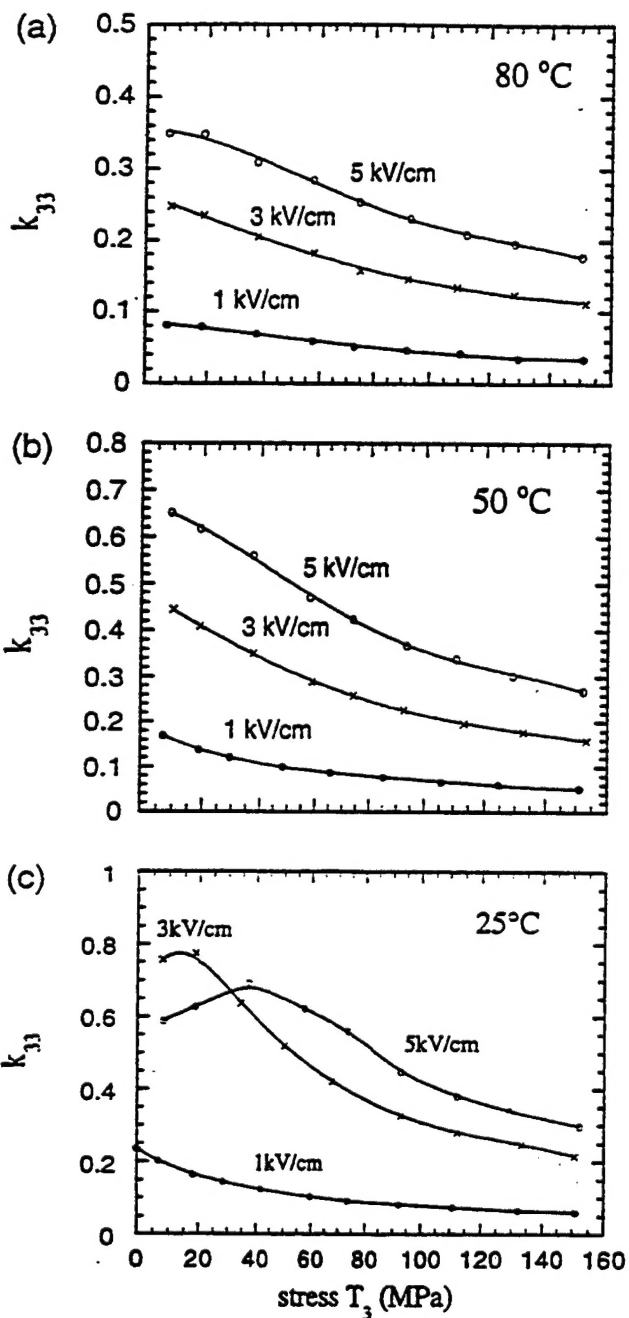 (a)
0.5
0.4
0.3
0.2
0.1
0
k33
80 °C
5 kV/cm
3 kV/cm
1 kV/cm
(b)
0.8
0.7
0.6
0.5
0.4
0.3
0.2
0.1
0
k33
50 °C
5 kV/cm
3 kV/cm
1 kV/cm
(c)
1
0.8
0.6
0.4
0.2
0
k33
25°C
3kV/cm
5kV/cm
1kV/cm
0 20 40 60 80 100 120 140 160
stress T3 (MPa)